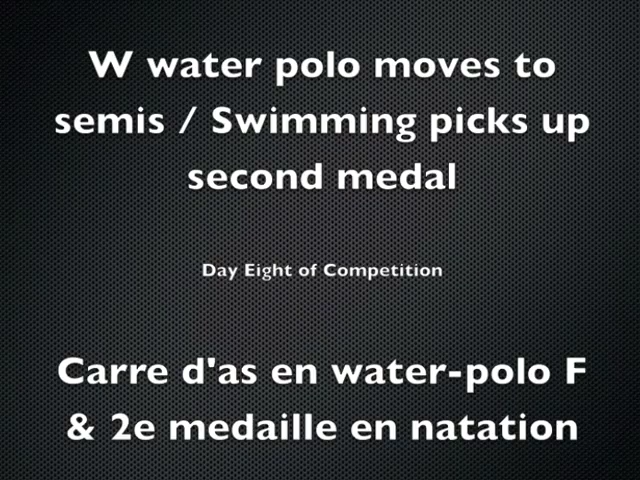 W water polo moves to
semis / Swimming picks up
second medal
Day Eight of Competition
Carre d'as en water-polo F
& 2e medaille en natation